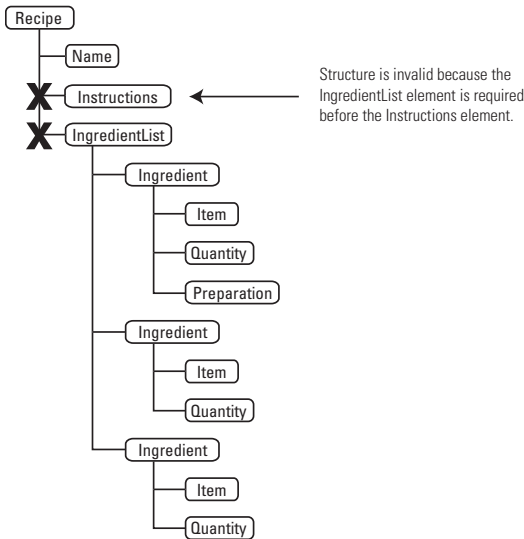 Recipe
Name
Instructions
Structure is invalid because the
IngredientList element is required
before the Instructions element.
IngredientList
Ingredient
Item
Quantity
Preparation
Ingredient
Item
Quantity
Ingredient
Item
Quantity